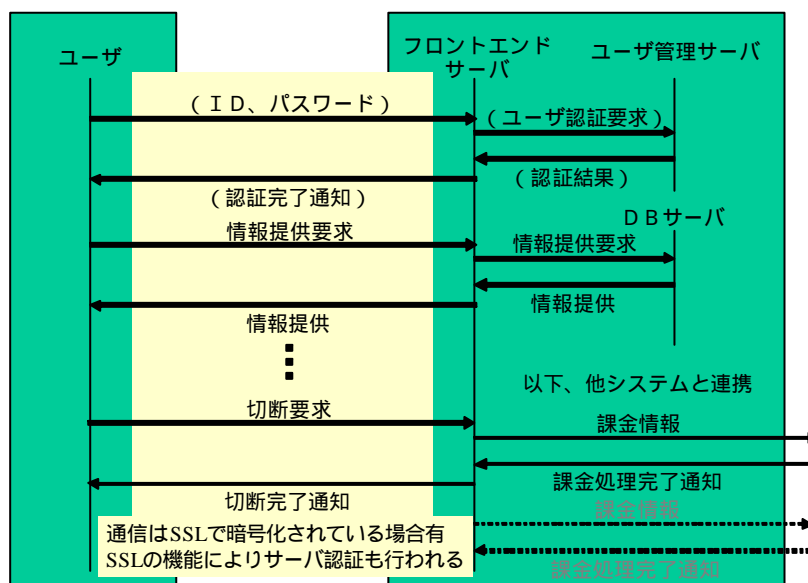 ユーザ
フロントエンド
サーバ
ユーザ管理サーバ
(ＩＤ、パスワード)
(ユーザ認証要求)
(認証結果)
(認証完了通知)
ＤＢサーバ
情報提供要求
情報提供要求
情報提供
情報提供
以下、他システムと連携
切断要求
課金情報
課金処理完了通知
切断完了通知
課金情報
通信はSSLで暗号化されている場合有
SSLの機能によりサーバ認証も行われる
課金処理完了通知